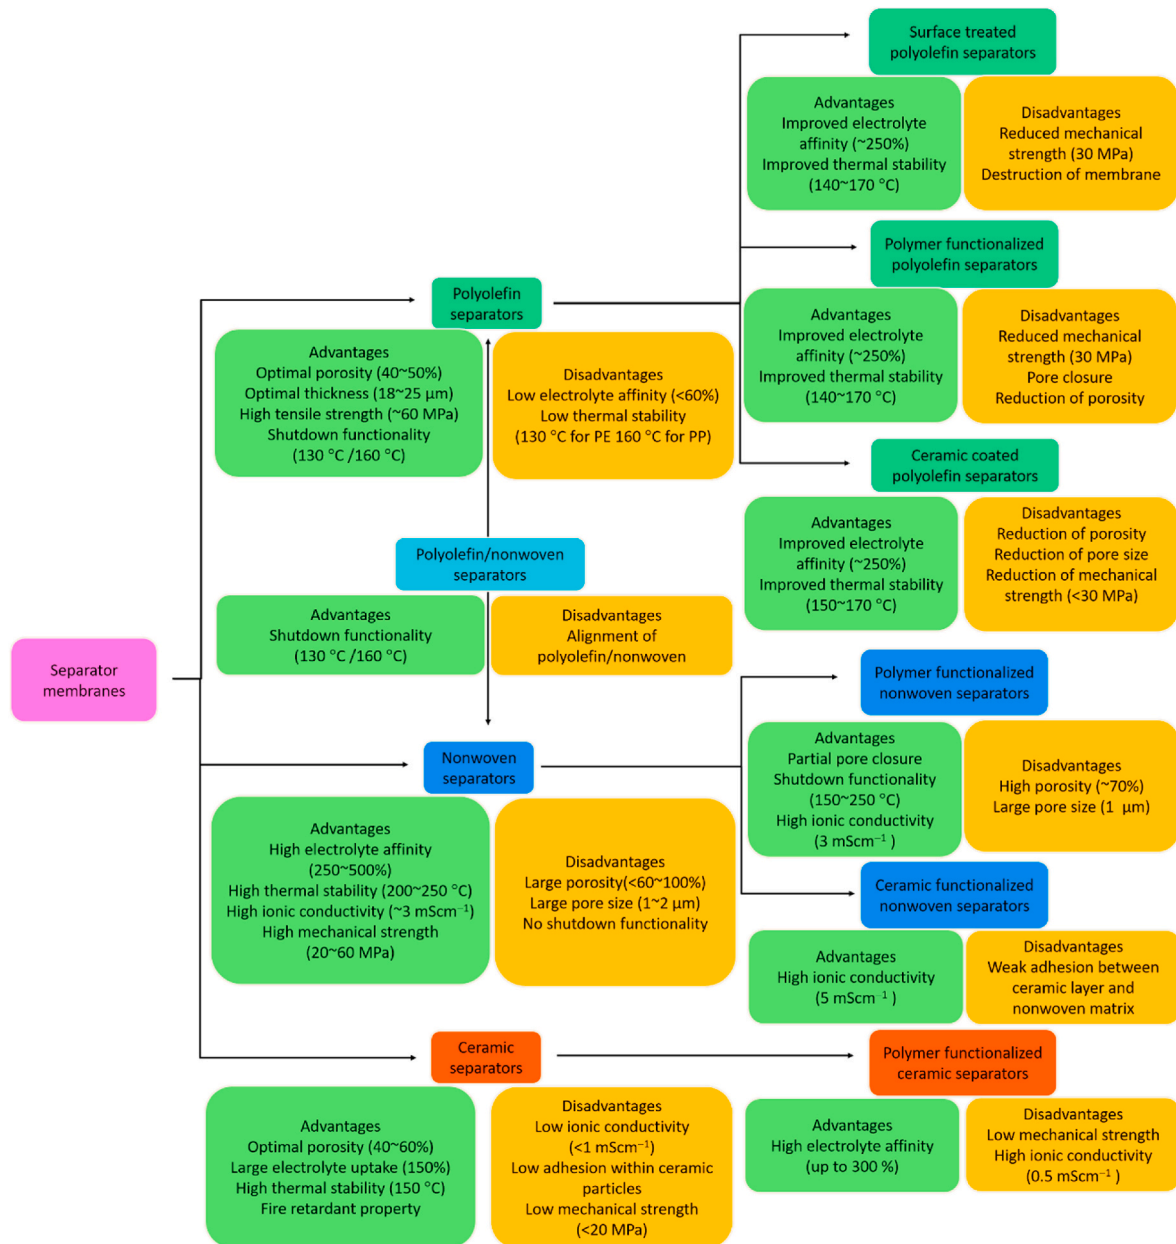 Separator
membranes
Polyolefin
separators
Advantages
Optimal porosity (40~50%)
Optimal thickness (18~25 μm)
High tensile strength (~60 MPa)
Shutdown functionality
(130 °C /160 °C)
Disadvantages
Low electrolyte affinity (<60%)
Low thermal stability
(130 °C for PE 160 °C for PP)
Surface treated
polyolefin separators
Advantages
Improved electrolyte
affinity (~250%)
Improved thermal stability
(140~170 °C)
Disadvantages
Reduced mechanical
strength (30 MPa)
Destruction of membrane
Polymer functionalized
polyolefin separators
Advantages
Improved electrolyte
affinity (~250%)
Improved thermal stability
(140~170 °C)
Disadvantages
Reduced mechanical
strength (30 MPa)
Pore closure
Reduction of porosity
Ceramic coated
polyolefin separators
Advantages
Improved electrolyte
affinity (~250%)
Improved thermal stability
(150~170 °C)
Disadvantages
Reduction of porosity
Reduction of pore size
Reduction of mechanical
strength (<30 MPa)
Polyolefin/nonwoven
separators
Advantages
Shutdown functionality
(130 °C /160 °C)
Disadvantages
Alignment of
polyolefin/nonwoven
Nonwoven
separators
Advantages
High electrolyte affinity
(250~500%)
High thermal stability (200~250 °C)
High ionic conductivity (~3 mScm⁻¹)
High mechanical strength
(20~60 MPa)
Disadvantages
Large porosity(<60~100%)
Large pore size (1~2 μm)
No shutdown functionality
Polymer functionalized
nonwoven separators
Advantages
Partial pore closure
Shutdown functionality
(150~250 °C)
High ionic conductivity
(3 mScm⁻¹ )
Disadvantages
High porosity (~70%)
Large pore size (1 μm)
Ceramic functionalized
nonwoven separators
Advantages
High ionic conductivity
(5 mScm⁻¹ )
Disadvantages
Weak adhesion between
ceramic layer and
nonwoven matrix
Ceramic
separators
Advantages
Optimal porosity (40~60%)
Large electrolyte uptake (150%)
High thermal stability (150 °C)
Fire retardant property
Disadvantages
Low ionic conductivity
(<1 mScm⁻¹)
Low adhesion within ceramic
particles
Low mechanical strength
(<20 MPa)
Polymer functionalized
ceramic separators
Advantages
High electrolyte affinity
(up to 300 %)
Disadvantages
Low mechanical strength
High ionic conductivity
(0.5 mScm⁻¹ )